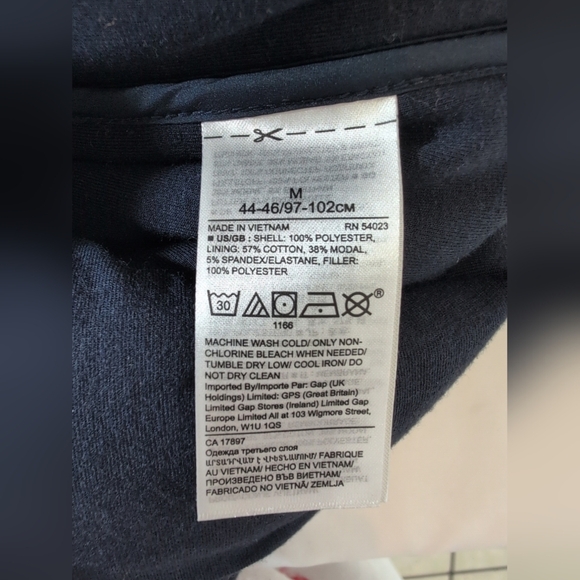 M
44-46/97-102CM
MADE IN VIETNAM RN 54023
■ US/GB : SHELL: 100% POLYESTER,
LINING: 57% COTTON, 38% MODAL,
5% SPANDEX/ELASTANE, FILLER:
100% POLYESTER
30
®
1166
MACHINE WASH COLD/ ONLY NON-
CHLORINE BLEACH WHEN NEEDED/
TUMBLE DRY LOW/ COOL IRON/ DO
NOT DRY CLEAN
Imported By/Importe Par: Gap (UK
Holdings) Limited: GPS (Great Britain)
Limited Gap Stores (Ireland) Limited Gap
Europe Limited All at 103 Wigmore Street,
London, W1U 1QS
CA 17897
Одежда третьего слоя
ԱՐՏԱԴՐՎԱԾ Է ՎԻԵՏՆԱՄՈՒՄ/ FABRIQUÉ
AU VIETNAM/ HECHO EN VIETNAM/
ПРОИЗВЕДЕНО ВЪВ ВИЕТНАМ/
FABRICADO NO VIETNÃ/ ZEMLJA